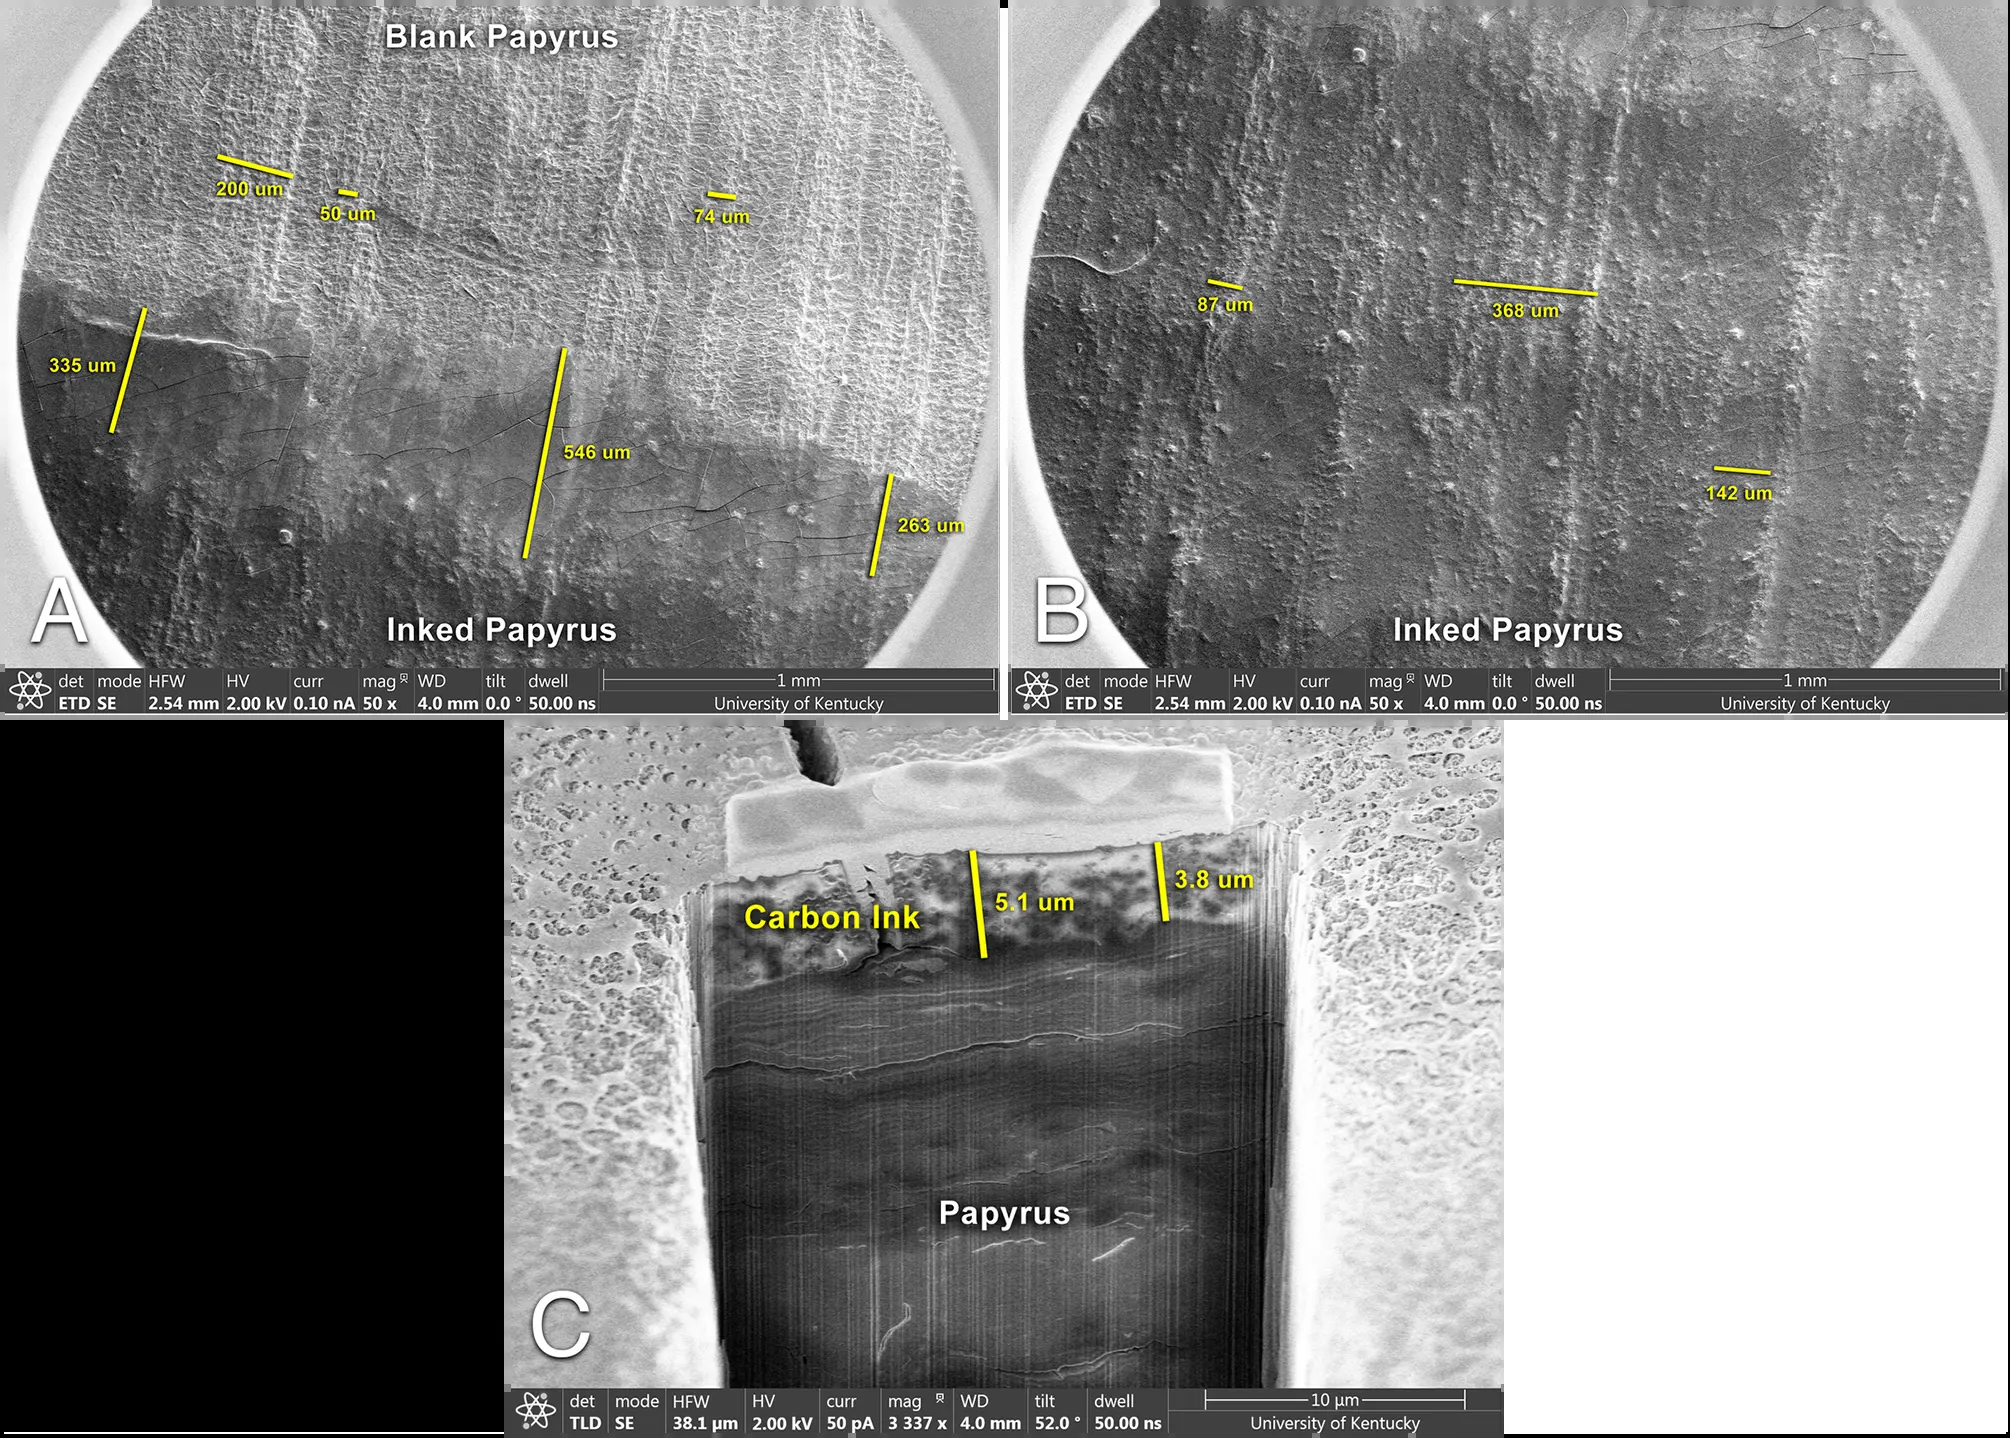 Blank Papyrus
200 um
50 um
74 um
335 um
546 um
263 um
A
Inked Papyrus
det mode HFW HV curr mag WD tilt dwell 1 mm
ETD SE 2.54 mm 2.00 kV 0.10 nA 50 x 4.0 mm 0.0 ° 50.00 ns University of Kentucky
87 um
368 um
142 um
B
Inked Papyrus
det mode HFW HV curr mag WD tilt dwell 1 mm
ETD SE 2.54 mm 2.00 kV 0.10 nA 50 x 4.0 mm 0.0 ° 50.00 ns University of Kentucky
Carbon Ink
5.1 um
3.8 um
Papyrus
C
det mode HFW HV curr mag WD tilt dwell 10 µm
TLD SE 38.1 µm 2.00 kV 50 pA 3 337 x 4.0 mm 52.0 ° 50.00 ns University of Kentucky